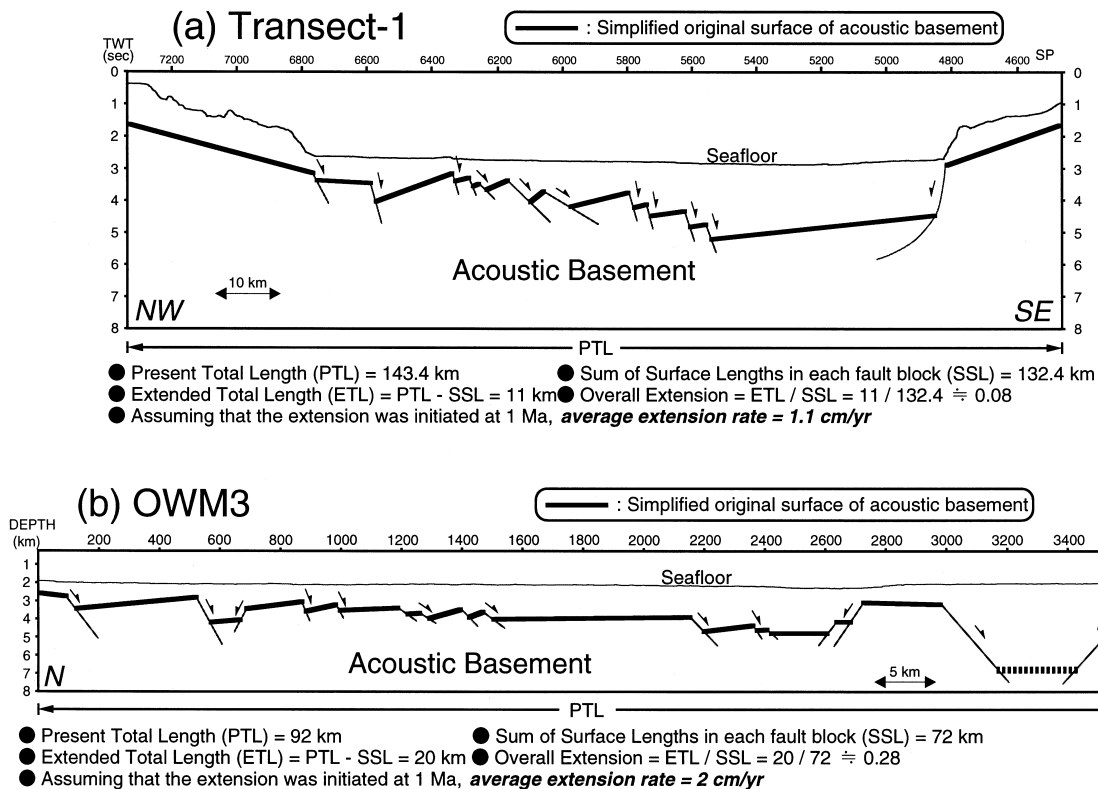 (a) Transect-1
: Simplified original surface of acoustic basement
TWT
(sec)
7200 7000 6800 6600 6400 6200 6000 5800 5600 5400 5200 5000 4800 4600 SP
0 0
1 1
2 2
Seafloor
3 3
4 4
5 5
Acoustic Basement
6 6
10 km
7 7
NW SE
8 8
PTL
● Present Total Length (PTL) = 143.4 km ● Sum of Surface Lengths in each fault block (SSL) = 132.4 km
● Extended Total Length (ETL) = PTL - SSL = 11 km ● Overall Extension = ETL / SSL = 11 / 132.4 ≒ 0.08
● Assuming that the extension was initiated at 1 Ma, average extension rate = 1.1 cm/yr
(b) OWM3
: Simplified original surface of acoustic basement
DEPTH
(km)
200 400 600 800 1000 1200 1400 1600 1800 2000 2200 2400 2600 2800 3000 3200 3400
1
2
Seafloor
3
4
5
6
Acoustic Basement
5 km
7
N
8
PTL
● Present Total Length (PTL) = 92 km ● Sum of Surface Lengths in each fault block (SSL) = 72 km
● Extended Total Length (ETL) = PTL - SSL = 20 km ● Overall Extension = ETL / SSL = 20 / 72 ≒ 0.28
● Assuming that the extension was initiated at 1 Ma, average extension rate = 2 cm/yr